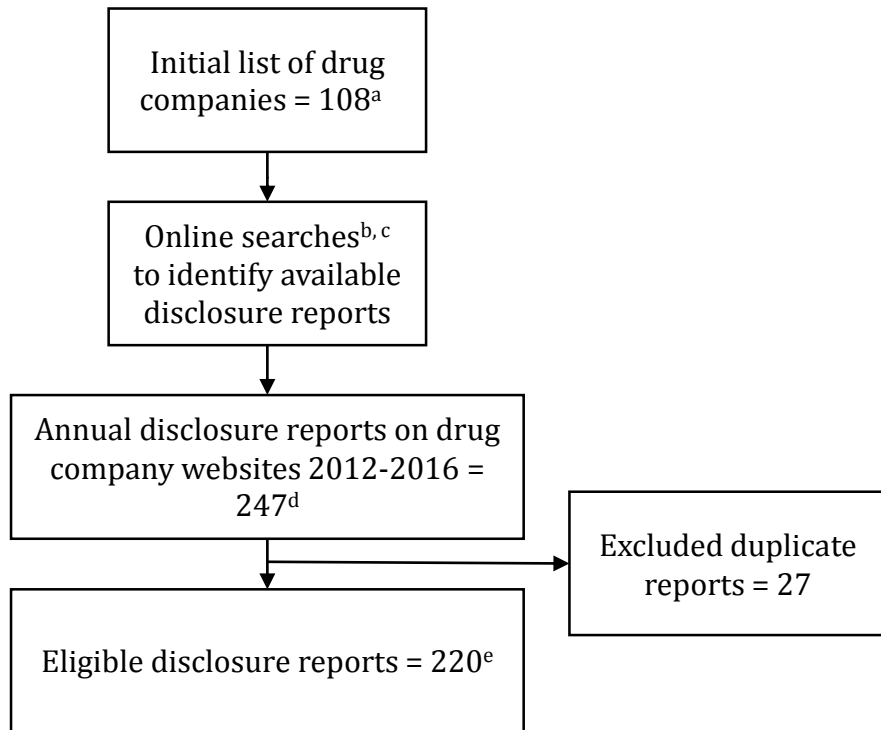 Initial list of drug
companies = 108ᵃ
Online searchesᵇ, ᶜ
to identify available
disclosure reports
Annual disclosure reports on drug
company websites 2012-2016 =
247ᵈ
Excluded duplicate
reports = 27
Eligible disclosure reports = 220ᵉ